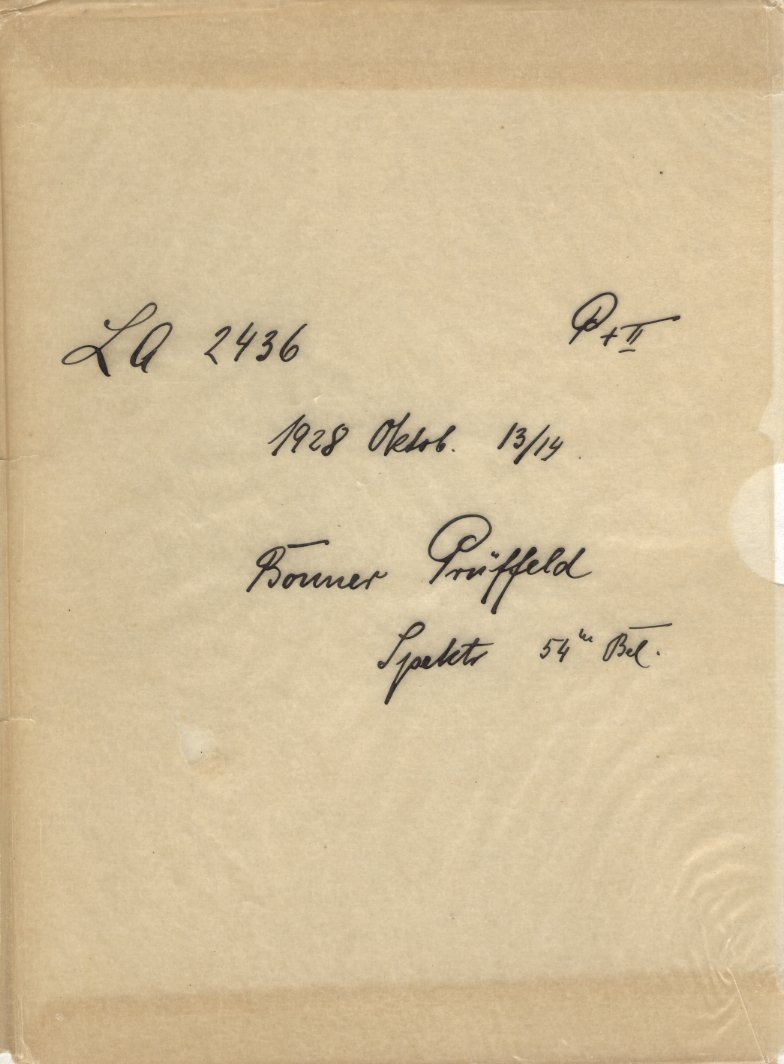 LA 2436 P+II
1928 Oktob. 13/14.
Bonner Prüffeld
Spektr 54m Bel.